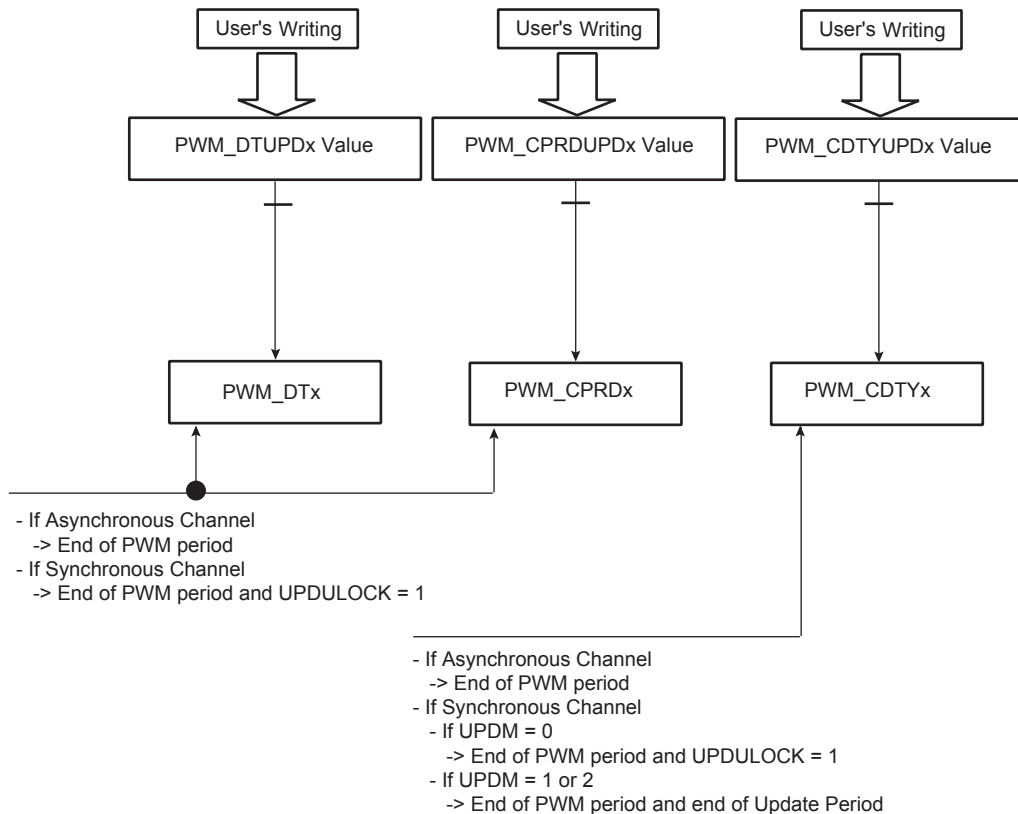 User's Writing
User's Writing
User's Writing
PWM_DTUPDx Value
PWM_CPRDUPDx Value
PWM_CDTYUPDx Value
PWM_DTx
PWM_CPRDx
PWM_CDTYx
- If Asynchronous Channel
-> End of PWM period
- If Synchronous Channel
-> End of PWM period and UPDULOCK = 1
- If Asynchronous Channel
-> End of PWM period
- If Synchronous Channel
- If UPDM = 0
-> End of PWM period and UPDULOCK = 1
- If UPDM = 1 or 2
-> End of PWM period and end of Update Period